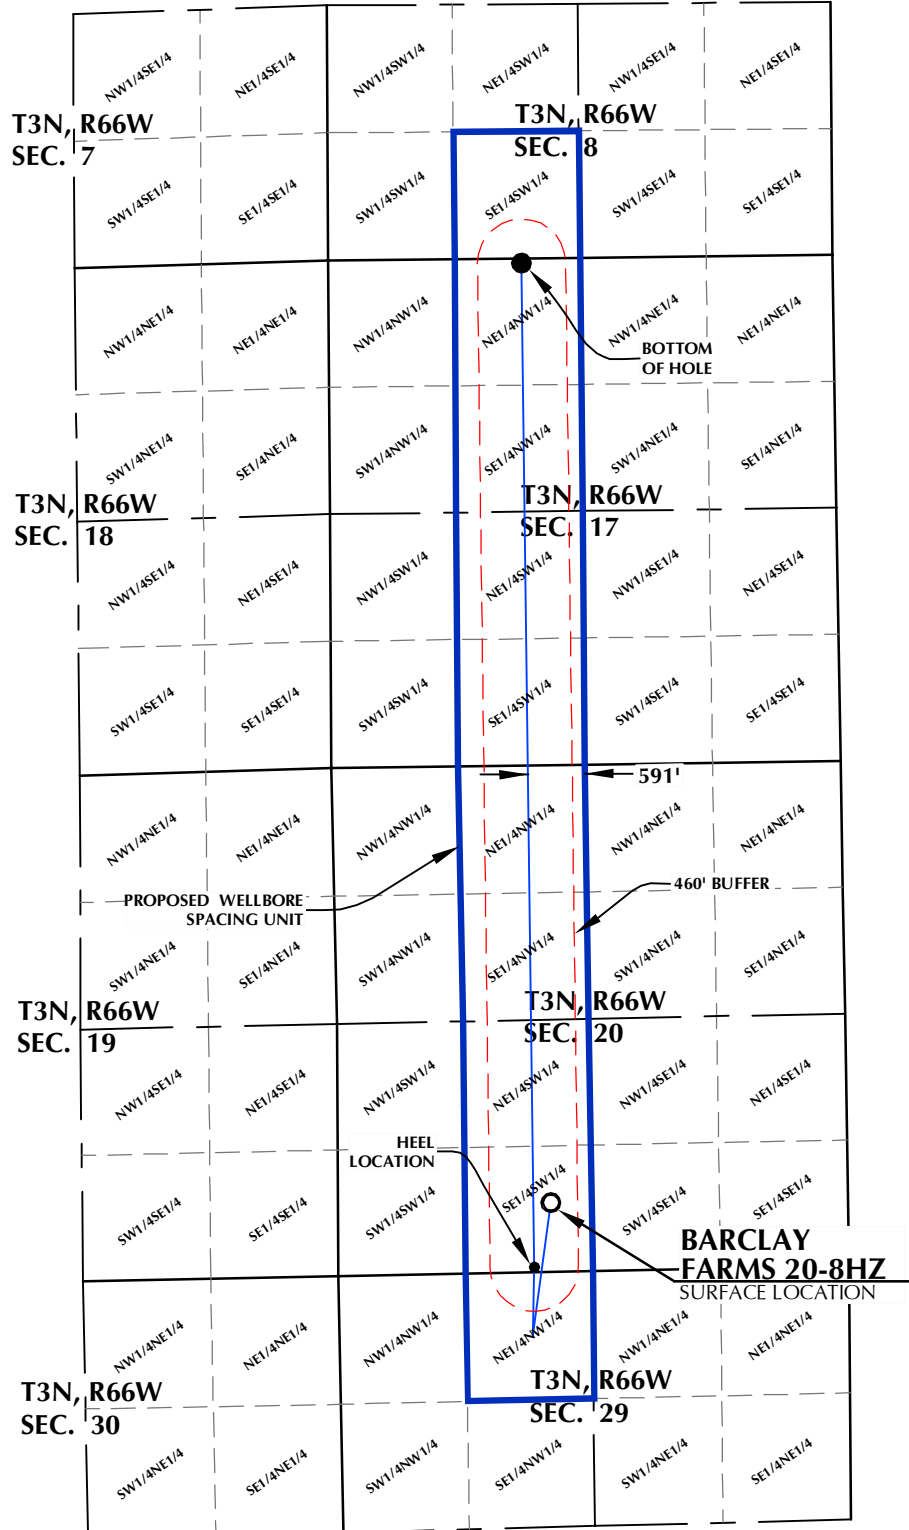 NW1/4SE1/4
NE1/4SE1/4
NW1/4SW1/4
NE1/4SW1/4
NW1/4SE1/4
NE1/4SE1/4
T3N, R66W
SEC. 7
T3N, R66W
SEC. 8
SW1/4SE1/4
SE1/4SE1/4
SW1/4SW1/4
SE1/4SW1/4
SW1/4SE1/4
SE1/4SE1/4
NW1/4NE1/4
NE1/4NE1/4
NW1/4NW1/4
NE1/4NW1/4
NW1/4NE1/4
NE1/4NE1/4
BOTTOM
OF HOLE
SW1/4NE1/4
SE1/4NE1/4
SW1/4NW1/4
SE1/4NW1/4
SW1/4NE1/4
SE1/4NE1/4
T3N, R66W
SEC. 18
T3N, R66W
SEC. 17
NW1/4SE1/4
NE1/4SE1/4
NW1/4SW1/4
NE1/4SW1/4
NW1/4SE1/4
NE1/4SE1/4
SW1/4SE1/4
SE1/4SE1/4
SW1/4SW1/4
SE1/4SW1/4
SW1/4SE1/4
SE1/4SE1/4
591'
NW1/4NE1/4
NE1/4NE1/4
NW1/4NW1/4
NE1/4NW1/4
NW1/4NE1/4
NE1/4NE1/4
460' BUFFER
PROPOSED WELLBORE
SPACING UNIT
SW1/4NE1/4
SE1/4NE1/4
SW1/4NW1/4
SE1/4NW1/4
SW1/4NE1/4
SE1/4NE1/4
T3N, R66W
SEC. 19
T3N, R66W
SEC. 20
NW1/4SE1/4
NE1/4SE1/4
NW1/4SW1/4
NE1/4SW1/4
NW1/4SE1/4
NE1/4SE1/4
HEEL
LOCATION
SW1/4SE1/4
SE1/4SE1/4
SW1/4SW1/4
SE1/4SW1/4
SW1/4SE1/4
SE1/4SE1/4
BARCLAY
FARMS 20-8HZ
SURFACE LOCATION
NW1/4NE1/4
NE1/4NE1/4
NW1/4NW1/4
NE1/4NW1/4
NW1/4NE1/4
NE1/4NE1/4
T3N, R66W
SEC. 30
T3N, R66W
SEC. 29
SW1/4NE1/4
SE1/4NE1/4
SW1/4NW1/4
SE1/4NW1/4
SW1/4NE1/4
SE1/4NE1/4